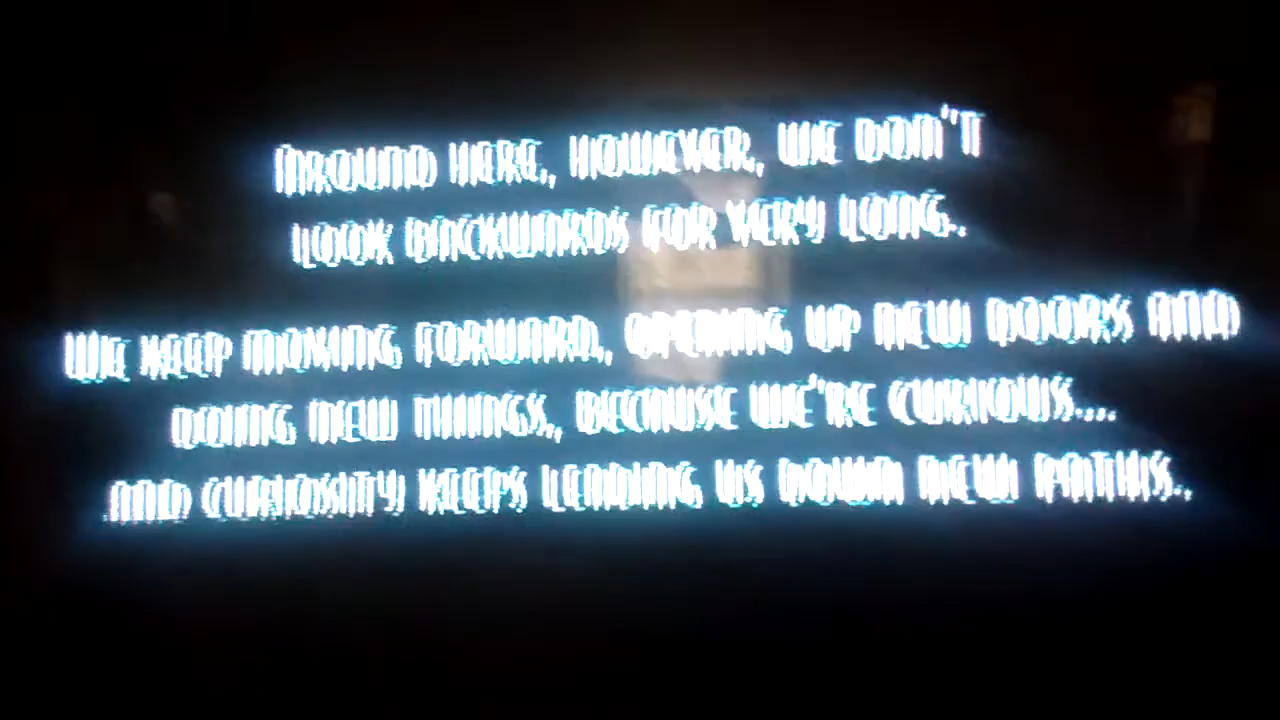 Around here, however, we don't
look backwards for very long.
We keep moving forward, opening up new doors and
doing new things, because we're curious...
and curiosity keeps leading us down new paths.